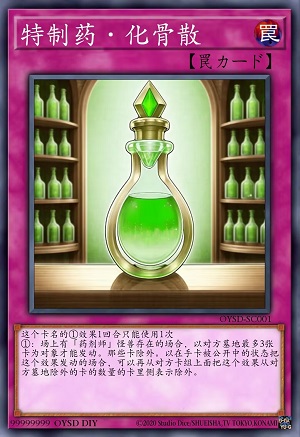 特制药·化骨散
罠
【罠カード】
OYSD-SC001
这个卡名的①效果1回合只能使用1次
①：场上有「药剂师」怪兽存在的场合，以对方墓地最多3张
卡为对象才能发动。那些卡除外。以在手卡被公开中的状态把
这个效果发动的场合，可以再从对方卡组上面把这个效果从对
方墓地除外的卡的数量的卡里侧表示除外。
99999999 OYSD DIY
©2020 Studio Dice/SHUEISHA,TV TOKYO,KONAMI